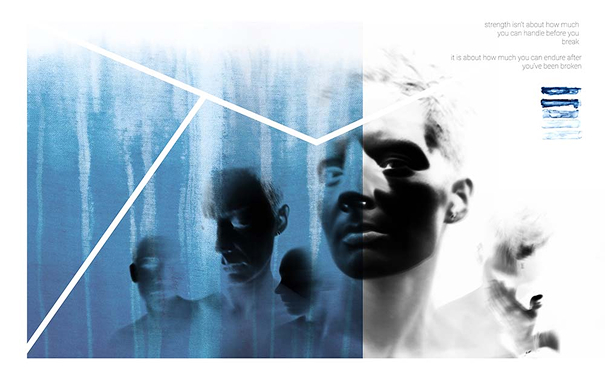 strength isn't about how much
you can handle before you
break
it is about how much you can endure after
you've been broken